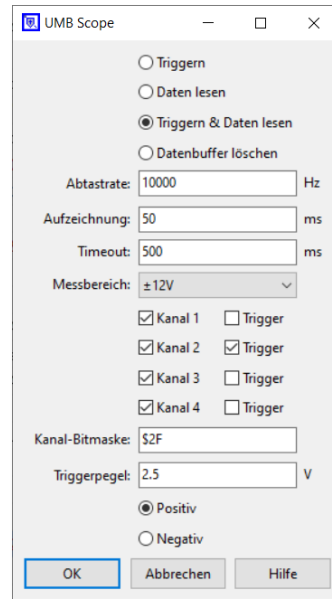 UMB Scope
Triggern
Daten lesen
Triggern & Daten lesen
Datenbuffer löschen
Abtastrate: 10000 Hz
Aufzeichnung: 50 ms
Timeout: 500 ms
Messbereich: ±12V
Kanal 1 Trigger
Kanal 2 Trigger
Kanal 3 Trigger
Kanal 4 Trigger
Kanal-Bitmaske: $2F
Triggerpegel: 2.5 V
Positiv
Negativ
OK Abbrechen Hilfe